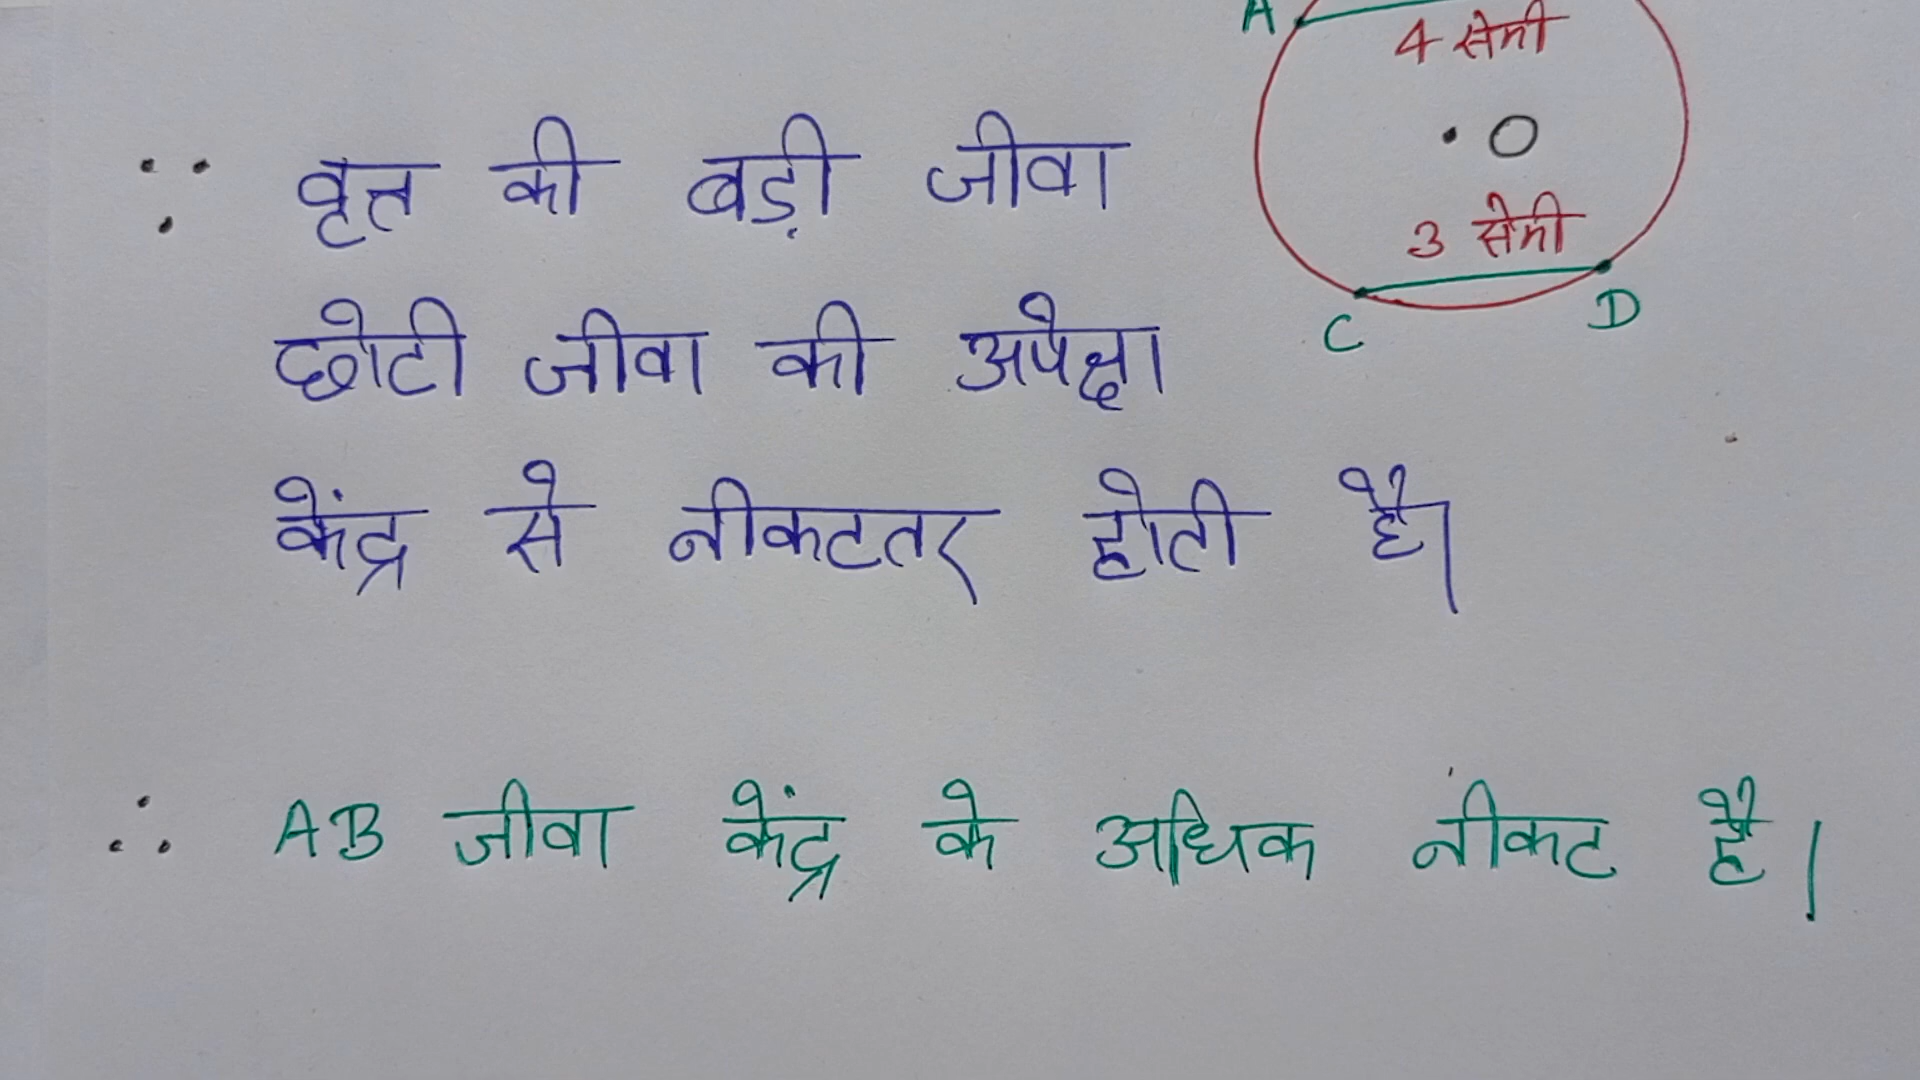 A
4 सेमी
∵ वृत्त की बड़ी जीवा
. O
3 सेमी
C D
छोटी जीवा की अपेक्षा
केंद्र से नीकटतर होती है।
∴ AB जीवा केंद्र के अधिक नीकट है।